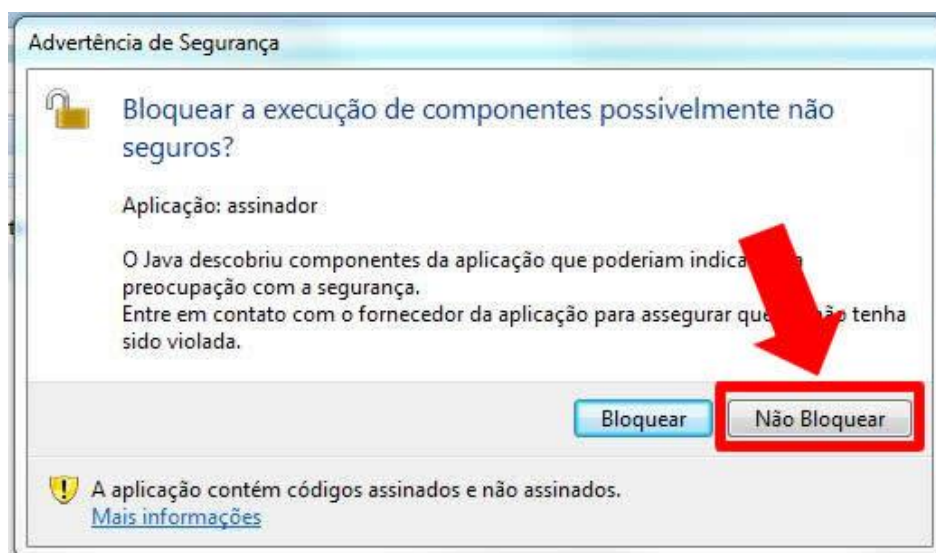 Advertência de Segurança
Bloquear a execução de componentes possivelmente não
seguros?
Aplicação: assinador
O Java descobriu componentes da aplicação que poderiam indica
preocupação com a segurança.
Entre em contato com o fornecedor da aplicação para assegurar que não tenha
sido violada.
Bloquear
Não Bloquear
A aplicação contém códigos assinados e não assinados.
Mais informações